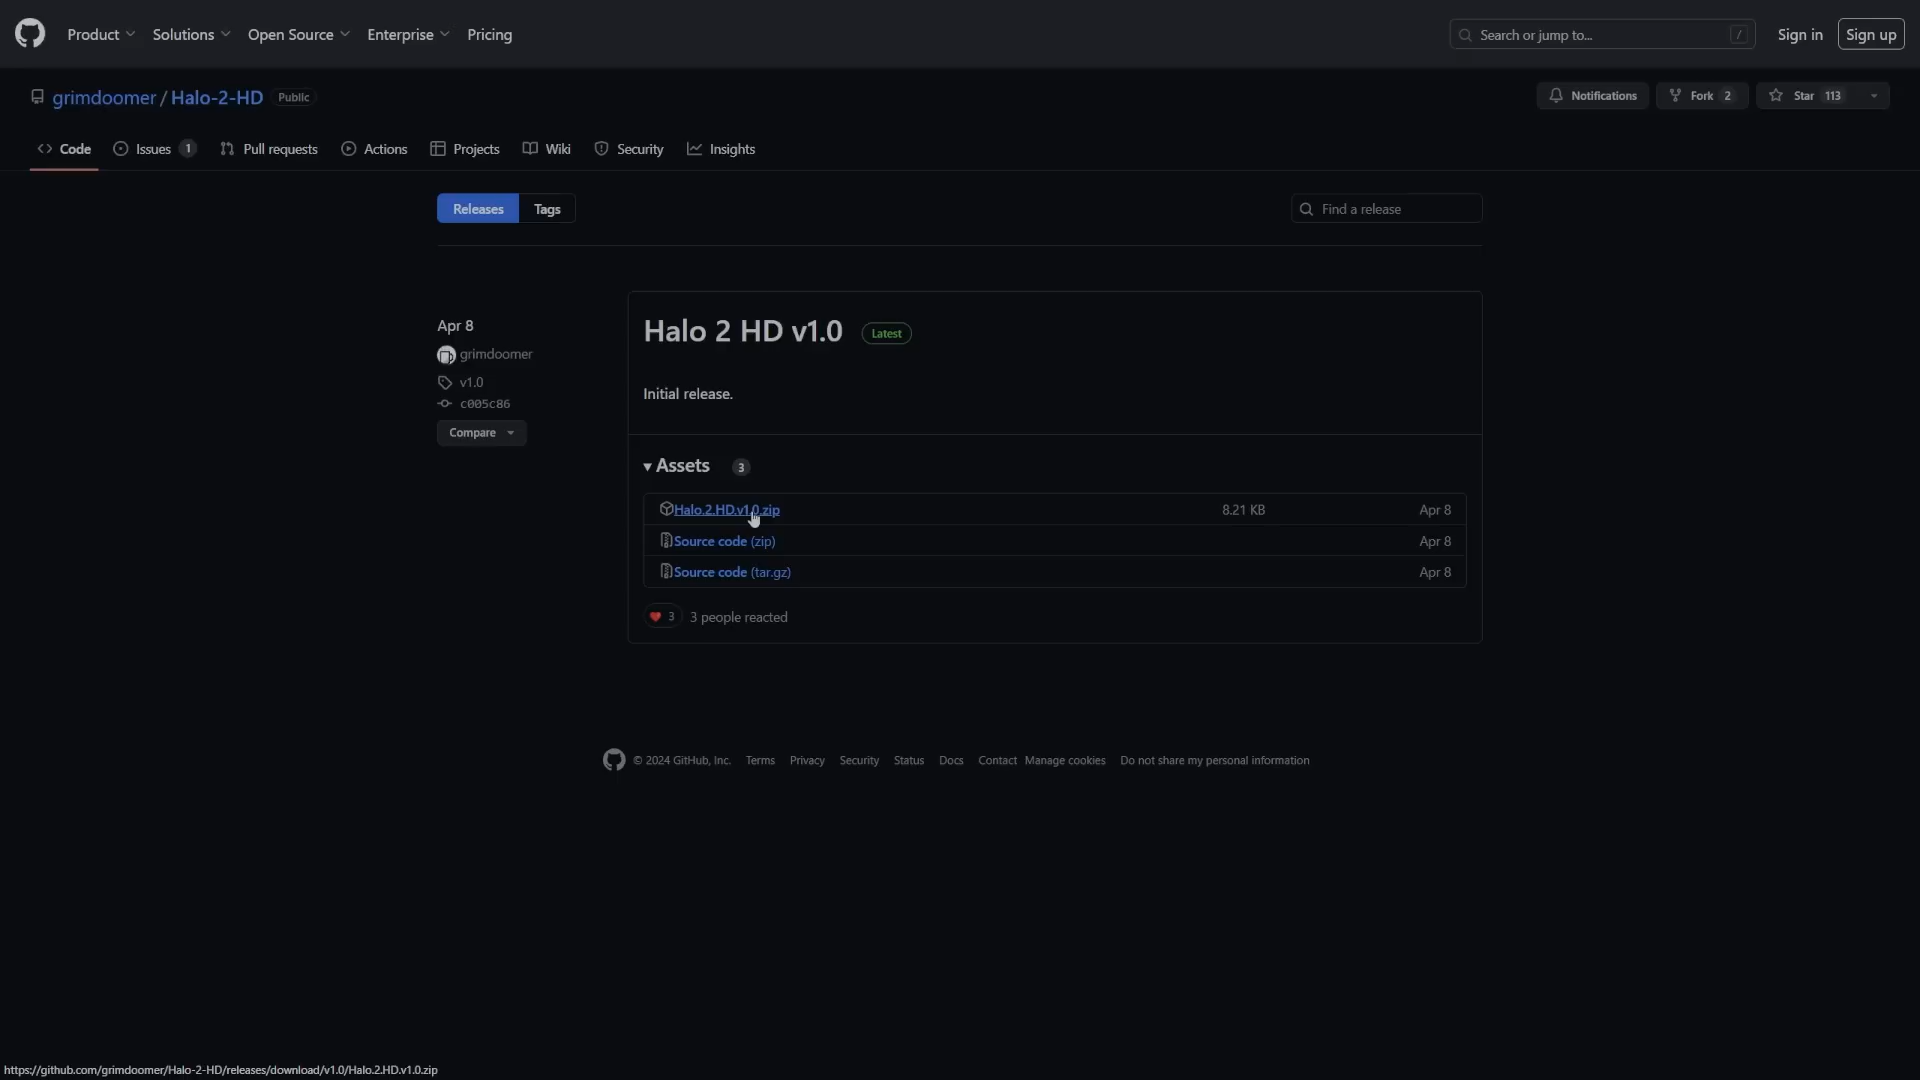 Product Solutions Open Source Enterprise Pricing Search or jump to... / Sign in Sign up
grimdoomer / Halo-2-HD Public Notifications Fork 2 Star 113
Code Issues 1 Pull requests Actions Projects Wiki Security Insights
Releases Tags Find a release
Apr 8
grimdoomer
v1.0
c005c86
Compare
Halo 2 HD v1.0 Latest
Initial release.
Assets 3
Halo.2.HD.v1.0.zip 8.21 KB Apr 8
Source code (zip) Apr 8
Source code (tar.gz) Apr 8
3 3 people reacted
© 2024 GitHub, Inc. Terms Privacy Security Status Docs Contact Manage cookies Do not share my personal information
https://github.com/grimdoomer/Halo-2-HD/releases/download/v1.0/Halo.2.HD.v1.0.zip